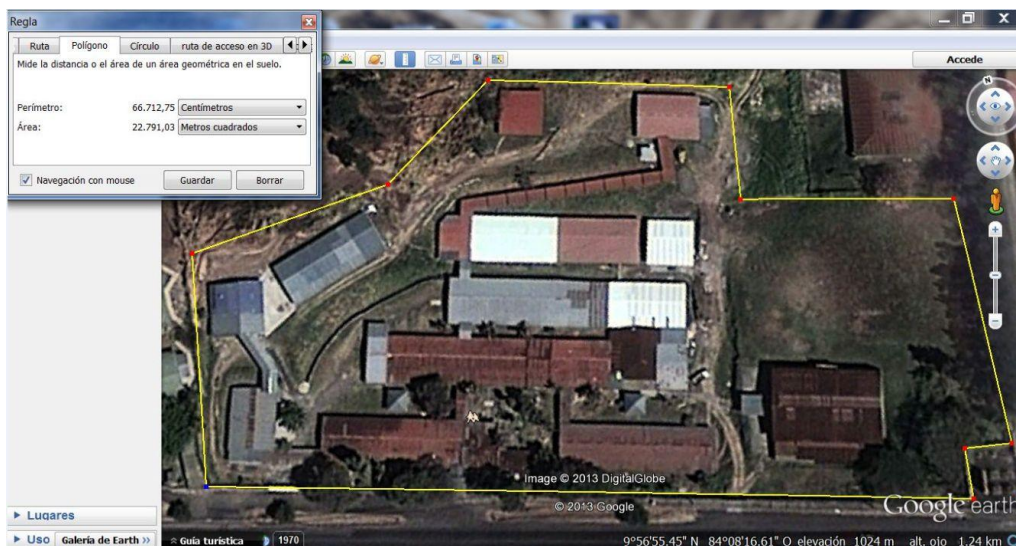 Regla
Ruta Polígono Círculo ruta de acceso en 3D
Mide la distancia o el área de un área geométrica en el suelo.
Perímetro: 66.712,75 Centímetros
Área: 22.791,03 Metros cuadrados
Navegación con mouse Guardar Borrar
Accede
N
Image © 2013 DigitalGlobe
© 2013 Google
Google earth
Lugares
Uso Galería de Earth >>
Guía turística 1970
9°56'55.45" N 84°08'16.61" O elevación 1024 m alt. ojo 1.24 km